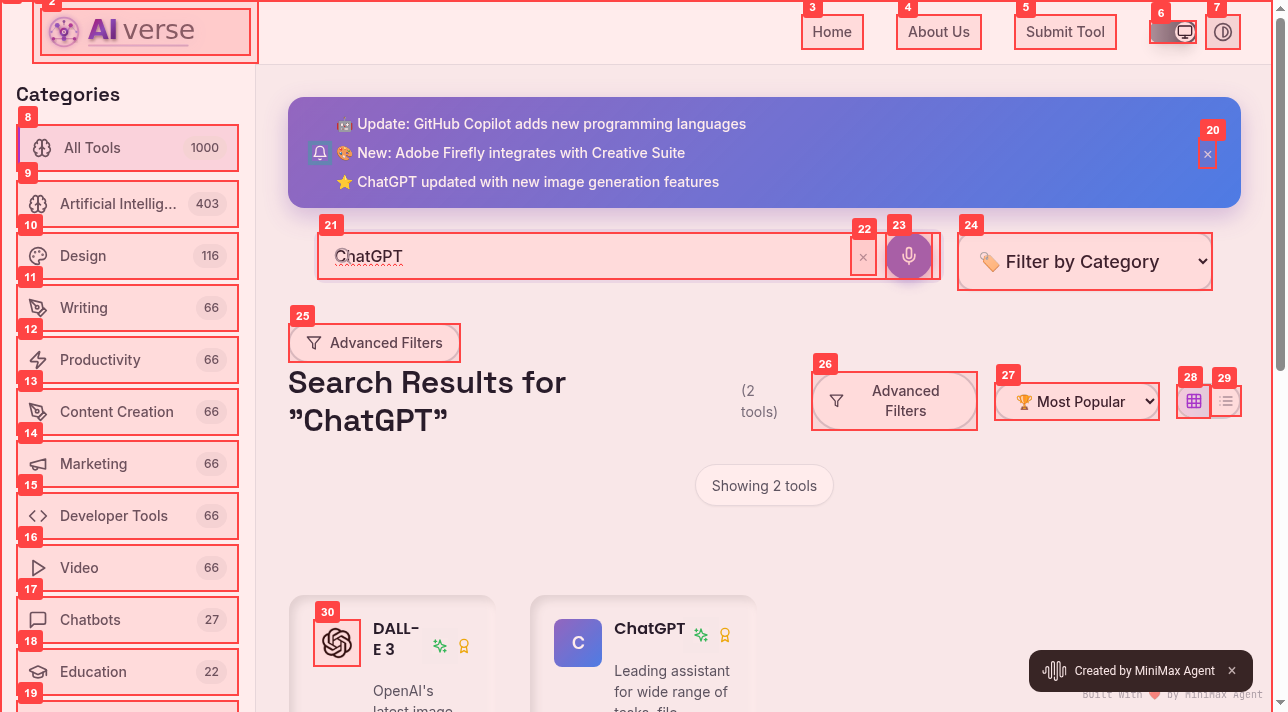 2
AI verse
3
Home
4
About Us
5
Submit Tool
6
7
Categories
8
All Tools 1000
9
Artificial Intellig... 403
10
Design 116
11
Writing 66
12
Productivity 66
13
Content Creation 66
14
Marketing 66
15
Developer Tools 66
16
Video 66
17
Chatbots 27
18
Education 22
19
🤖 Update: GitHub Copilot adds new programming languages
🎨 New: Adobe Firefly integrates with Creative Suite
⭐ ChatGPT updated with new image generation features
20
×
21
ChatGPT
22
×
23
24
🏷️ Filter by Category
25
Advanced Filters
Search Results for
”ChatGPT”
(2
tools)
26
Advanced
Filters
27
🏆 Most Popular
28
29
Showing 2 tools
30
DALL-
E 3
OpenAI's
latest image
C
ChatGPT
Leading assistant
for wide range of
tasks, file
Created by MiniMax Agent ×
Built with ❤️ by MiniMax Agent